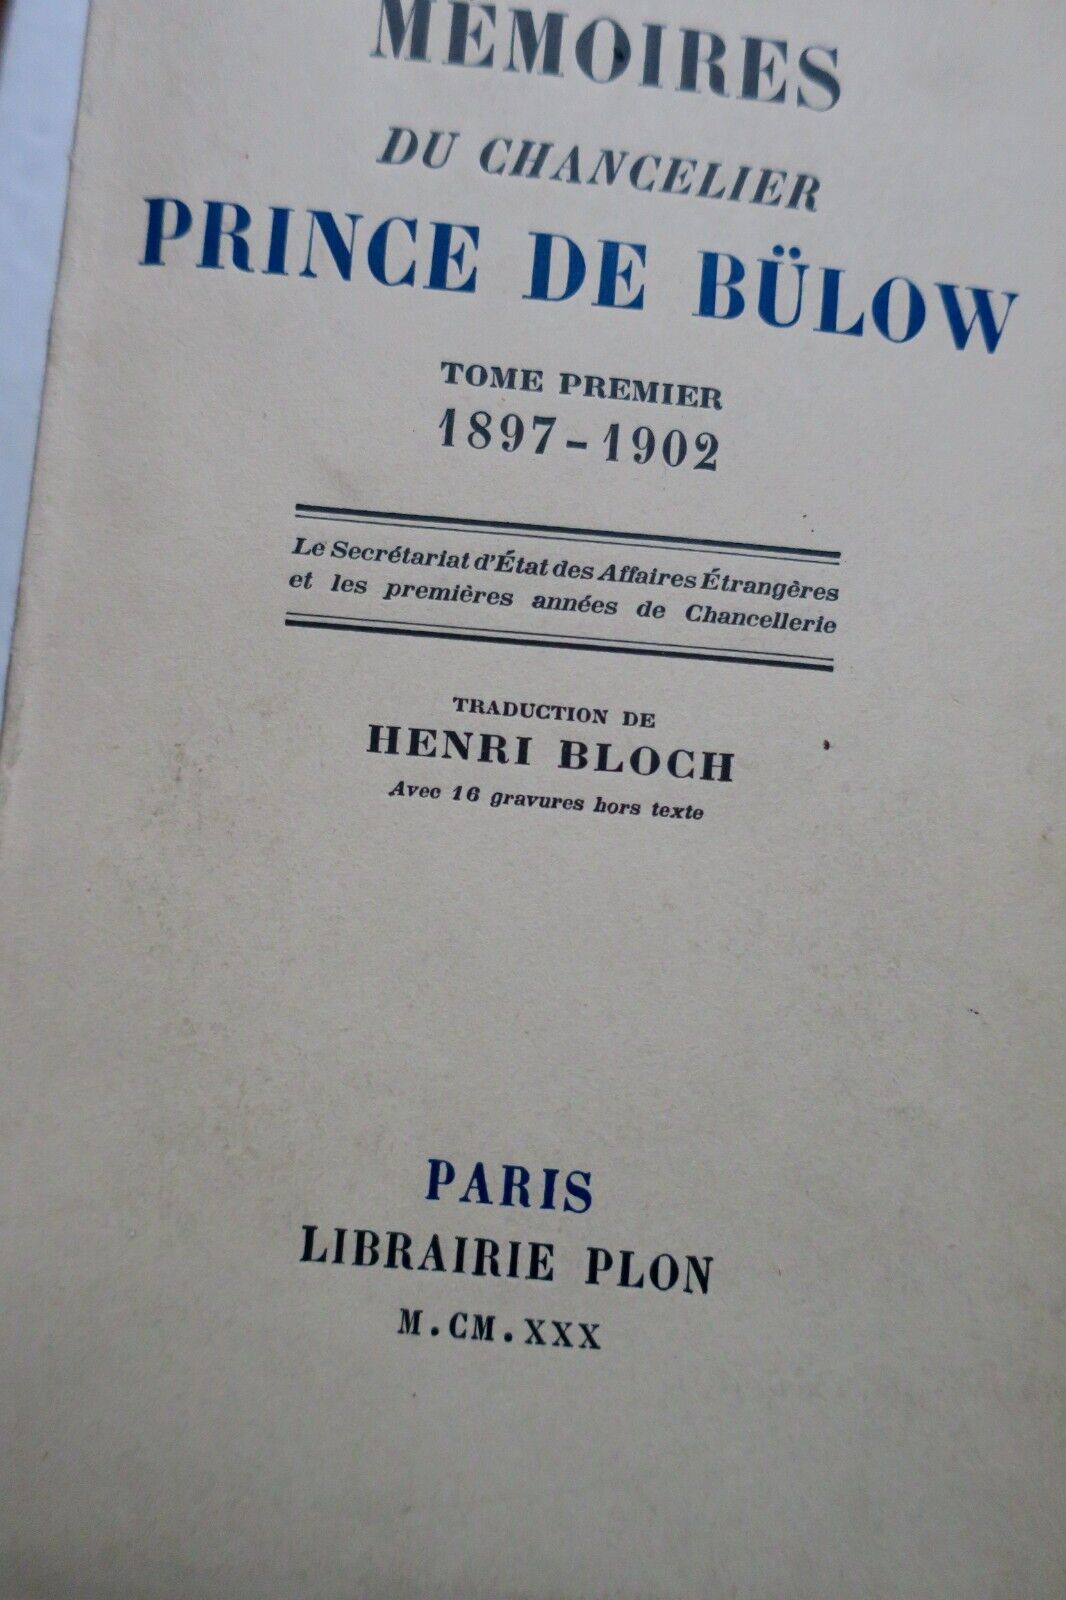 MÉMOIRES
DU CHANCELIER
PRINCE DE BÜLOW
TOME PREMIER
1897-1902
Le Secrétariat d'État des Affaires Étrangères
et les premières années de Chancellerie
TRADUCTION DE
HENRI BLOCH
Avec 16 gravures hors texte
PARIS
LIBRAIRIE PLON
M.CM.XXX